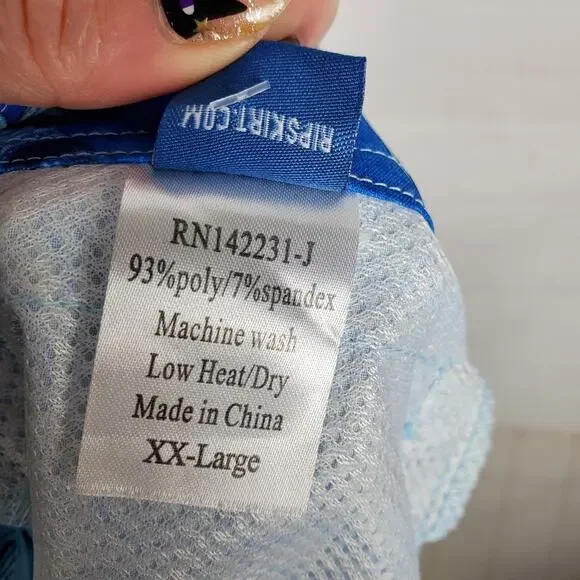 RIPSKIRT.COM
RN142231-J
93%poly/7%spandex
Machine wash
Low Heat/Dry
Made in China
XX-Large